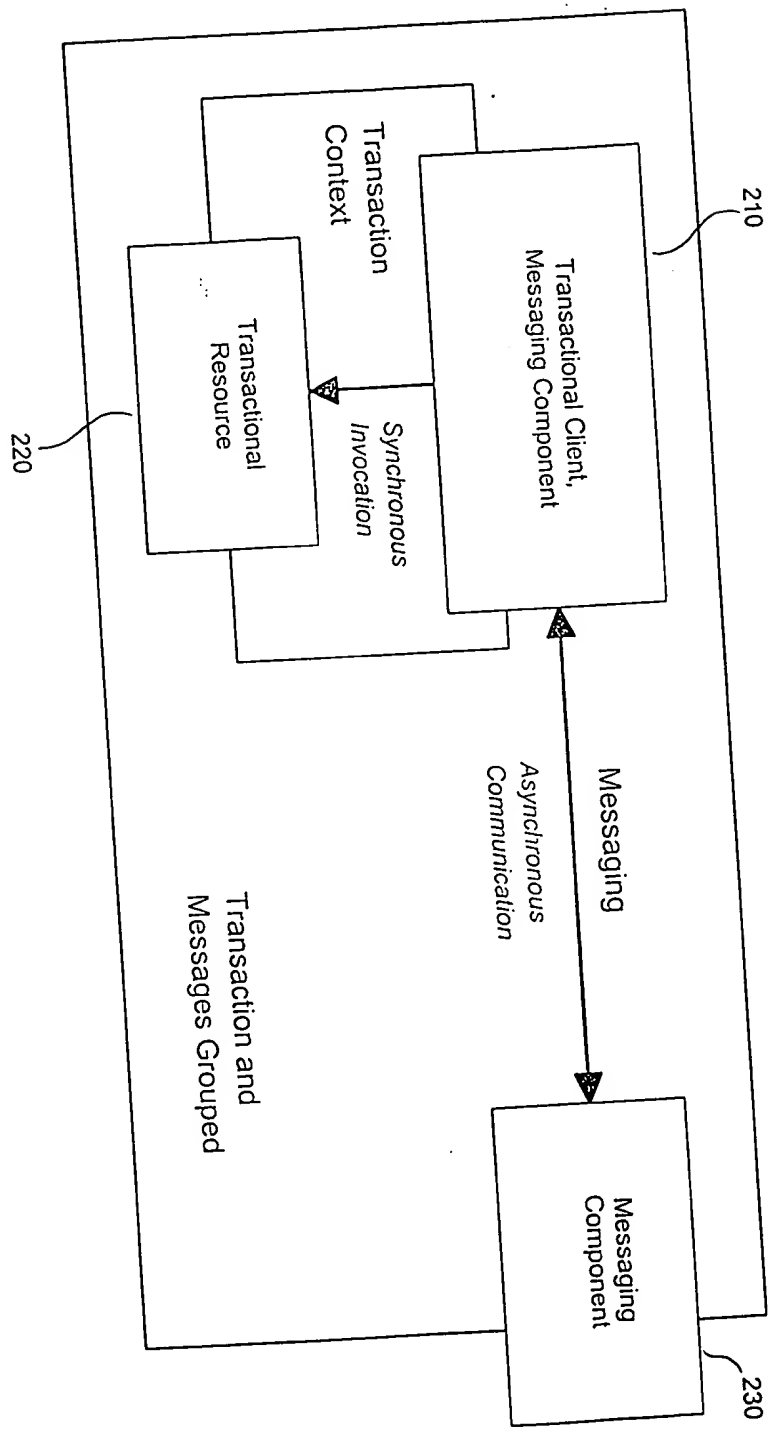 210
Transactional Client,
Messaging Component
Messaging
Asynchronous
Communication
Messaging
Component
230
Transaction
Context
Synchronous
Invocation
Transactional
Resource
220
Transaction and
Messages Grouped